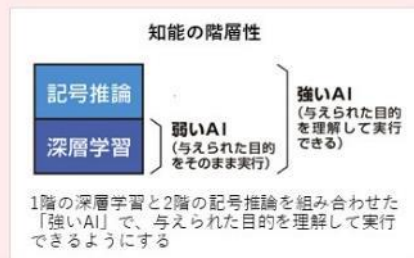 知能の階層性
記号推論
深層学習
弱いAI
(与えられた目的
をそのまま実行)
強いAI
(与えられた目的
を理解して実行
できる)
1階の深層学習と2階の記号推論を組み合わせた
「強いAI」で、与えられた目的を理解して実行
できるようにする